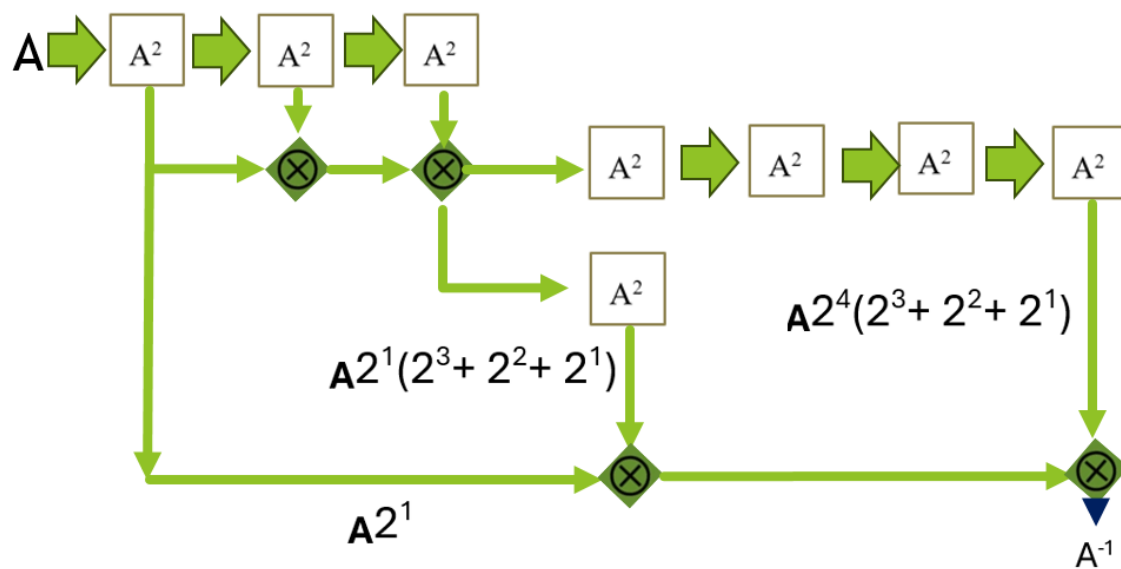 A
A²
A²
A²
A²
A²
A²
A²
A²
A2¹(2³+ 2²+ 2¹)
A2⁴(2³+ 2²+ 2¹)
A2¹
A⁻¹